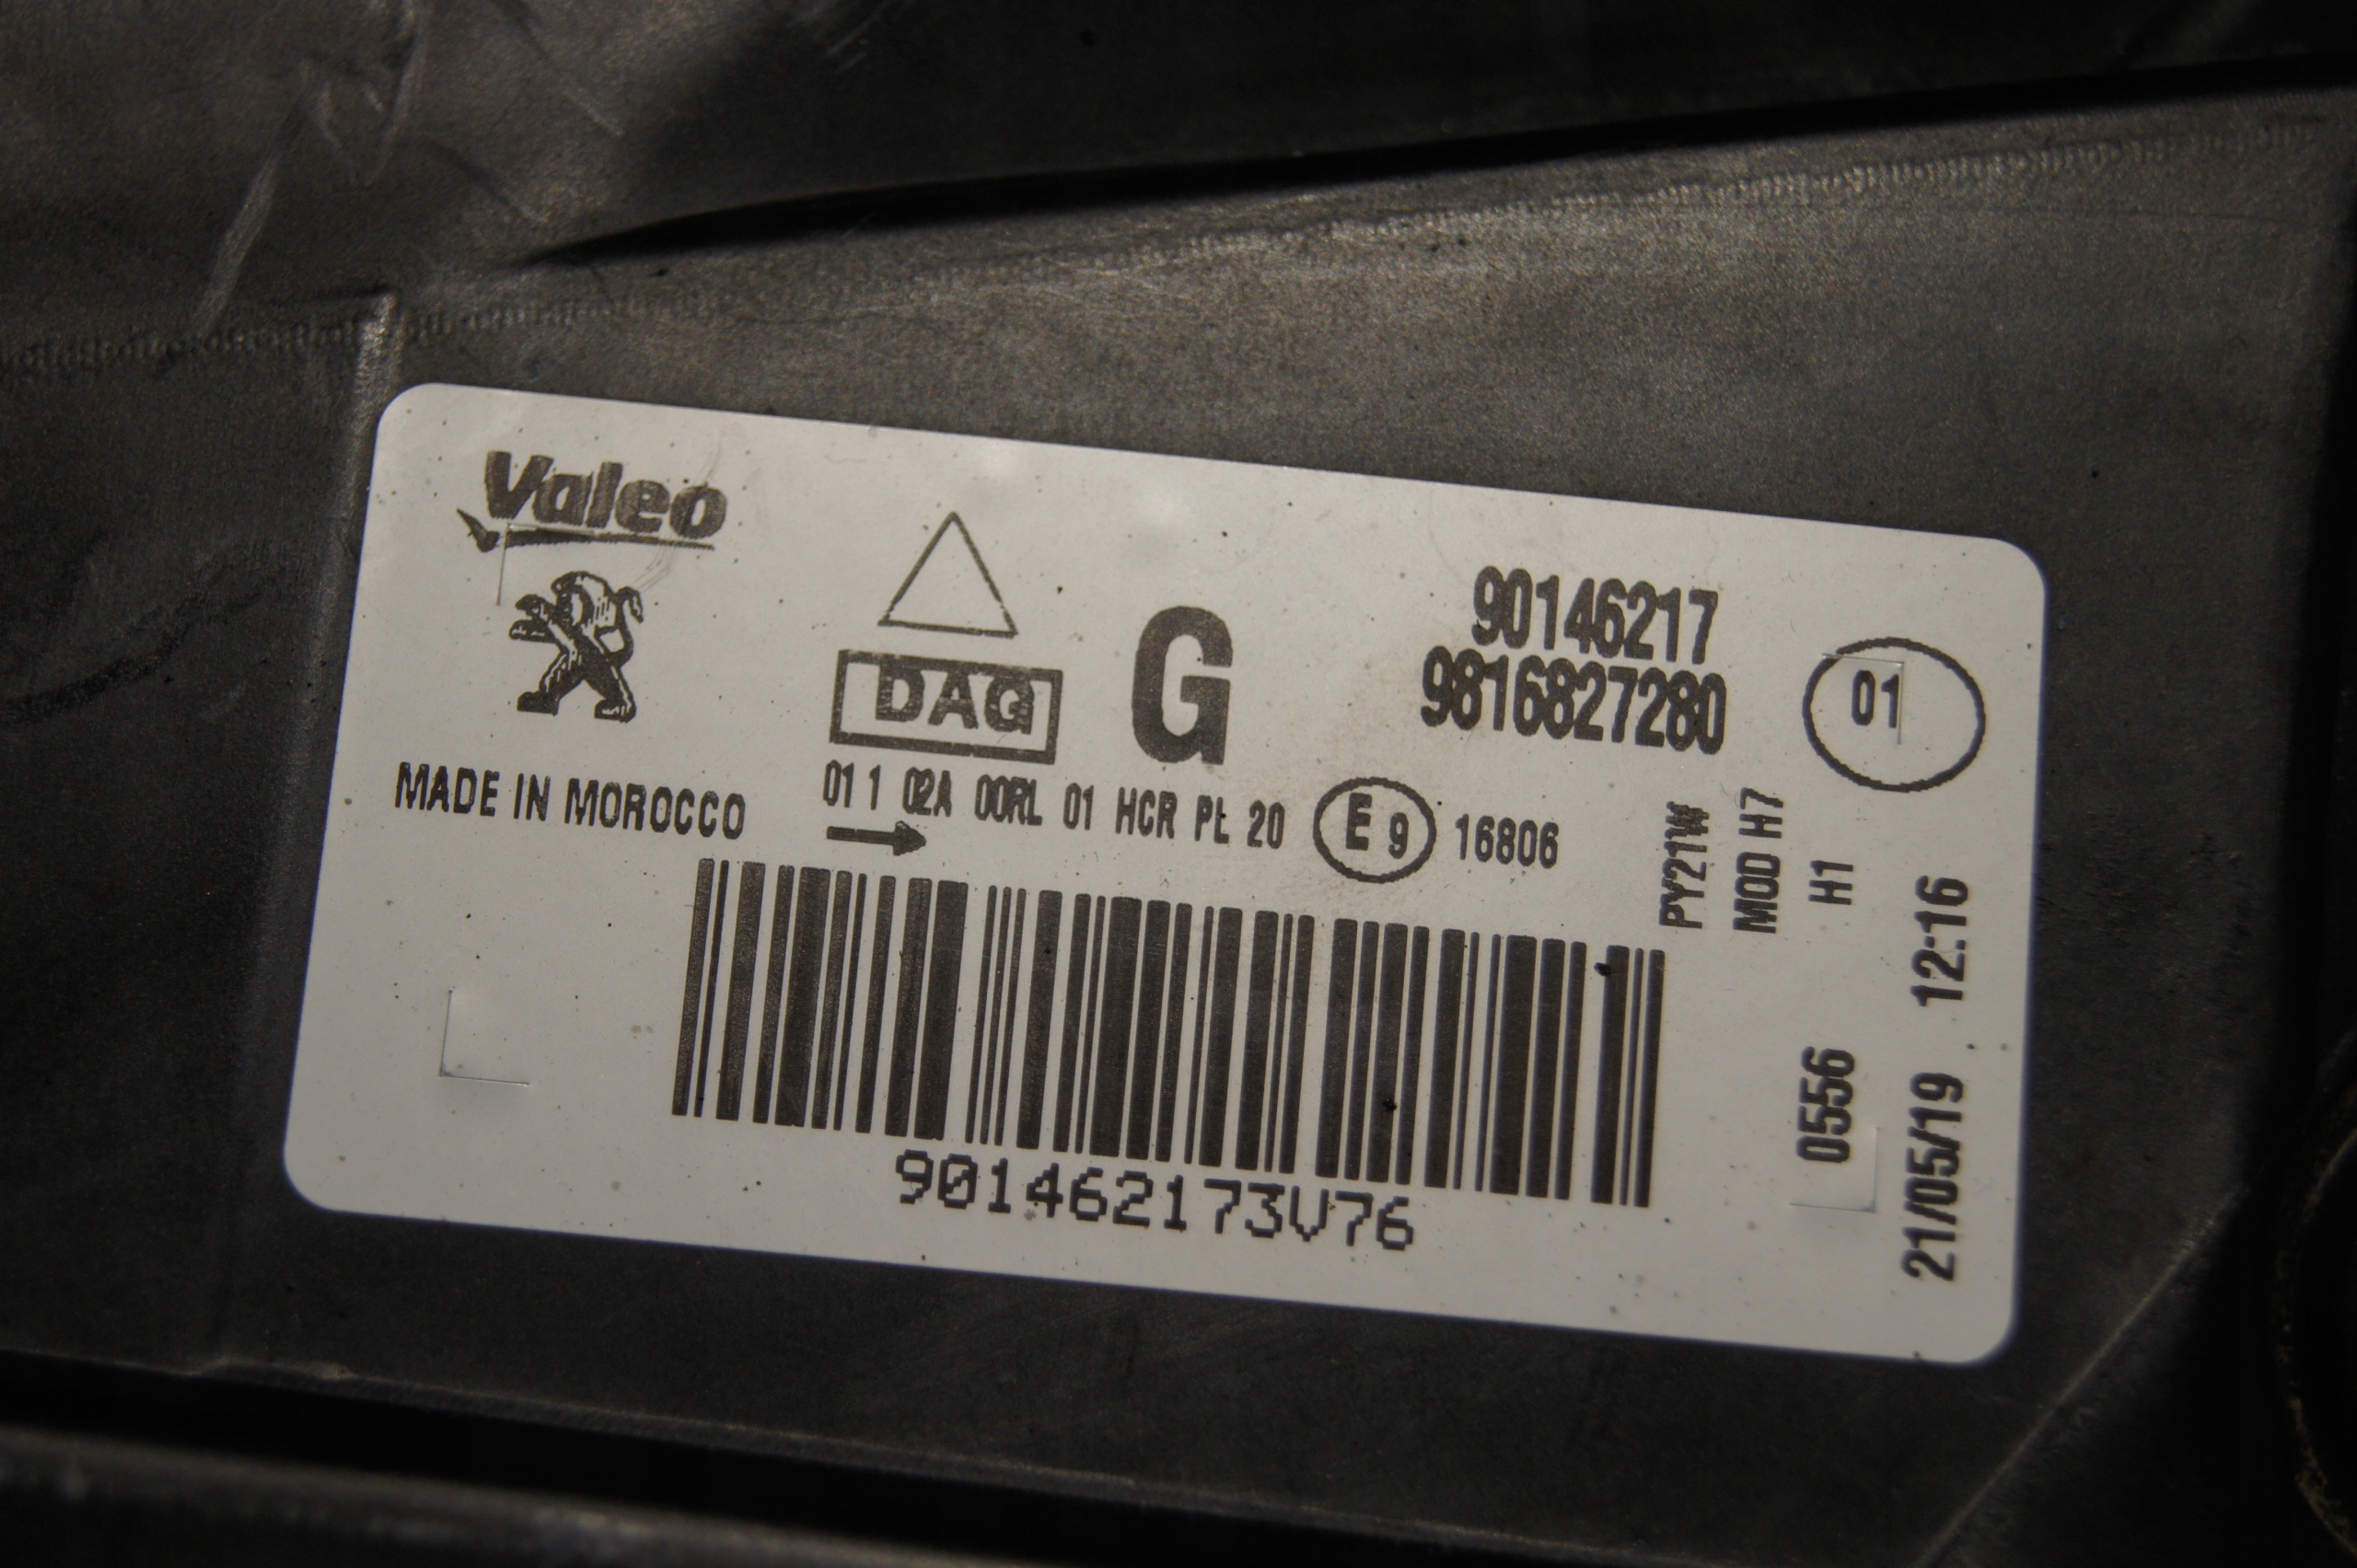 Valeo
DAG
G
90146217
9816827280
01
MADE IN MOROCCO
01 1 02A 00RL 01 HCR PL 20
E 9
16806
PY21W
MOD H7
H1
901462173V76
0556
21/05/19 12:16